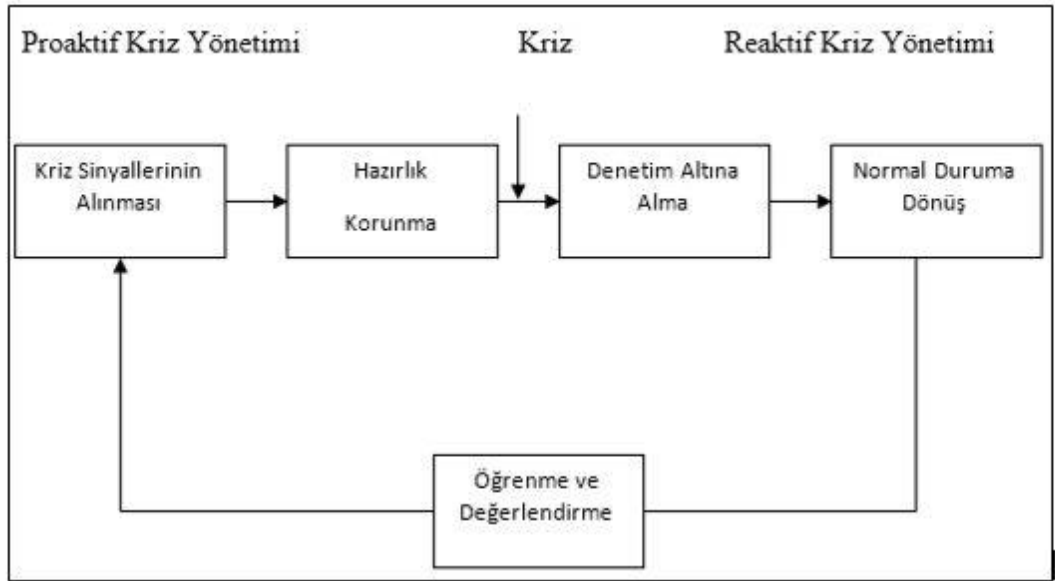 Proaktif Kriz Yönetimi
Kriz
Reaktif Kriz Yönetimi
Kriz Sinyallerinin
Alınması
Hazırlık
Korunma
Denetim Altına
Alma
Normal Duruma
Dönüş
Öğrenme ve
Değerlendirme